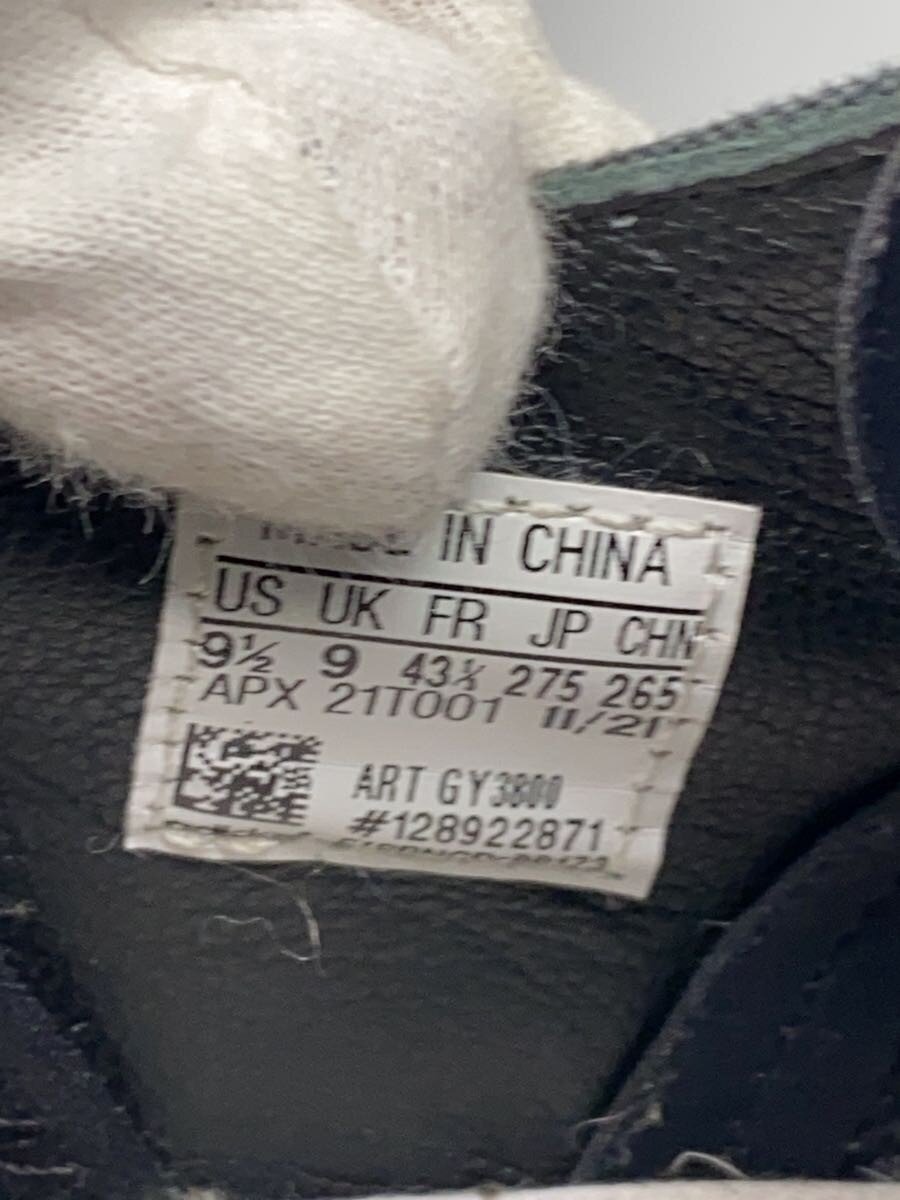 MADE IN CHINA
US UK FR JP CHN
9½ 9 43⅓ 275 265
APX 21T001 11/21
ART GY3800
#128922871